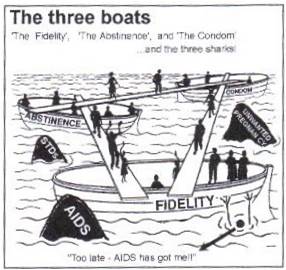 The three boats
'The Fidelity', 'The Abstinence', and 'The Condom'
...and the three sharks!
CONDOM
ABSTINENCE
UNWANTED
PREGNANCY
STDS
FIDELITY
AIDS
"Too late - AIDS has got me!!"